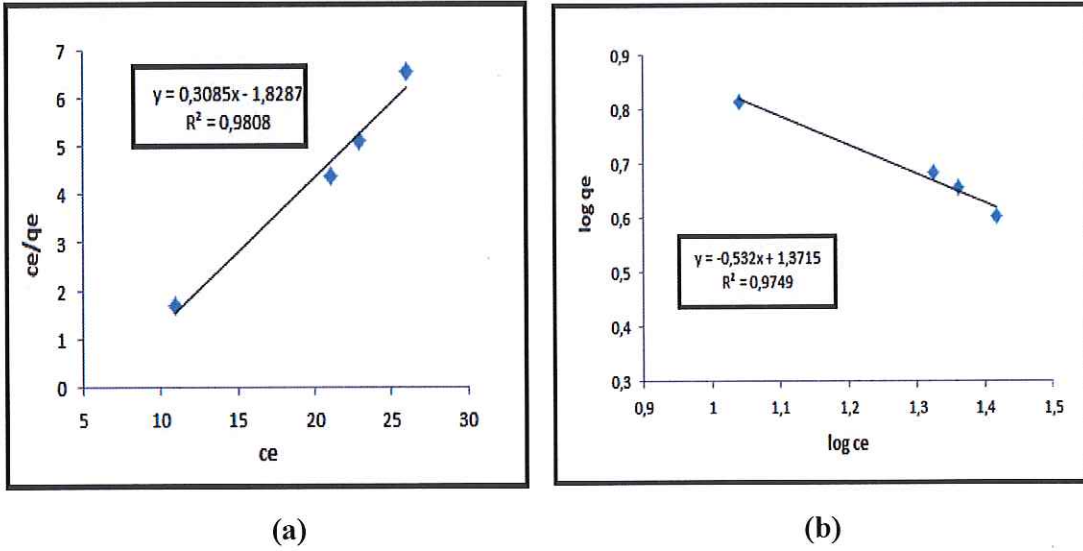 7
6
5
4
3
2
1
0
y = 0,3085x - 1,8287
R² = 0,9808
ce/qe
5 10 15 20 25 30
ce
(a)
0,9
0,8
0,7
0,6
0,5
0,4
0,3
log qe
y = -0,532x + 1,3715
R² = 0,9749
0,9 1 1,1 1,2 1,3 1,4 1,5
log ce
(b)